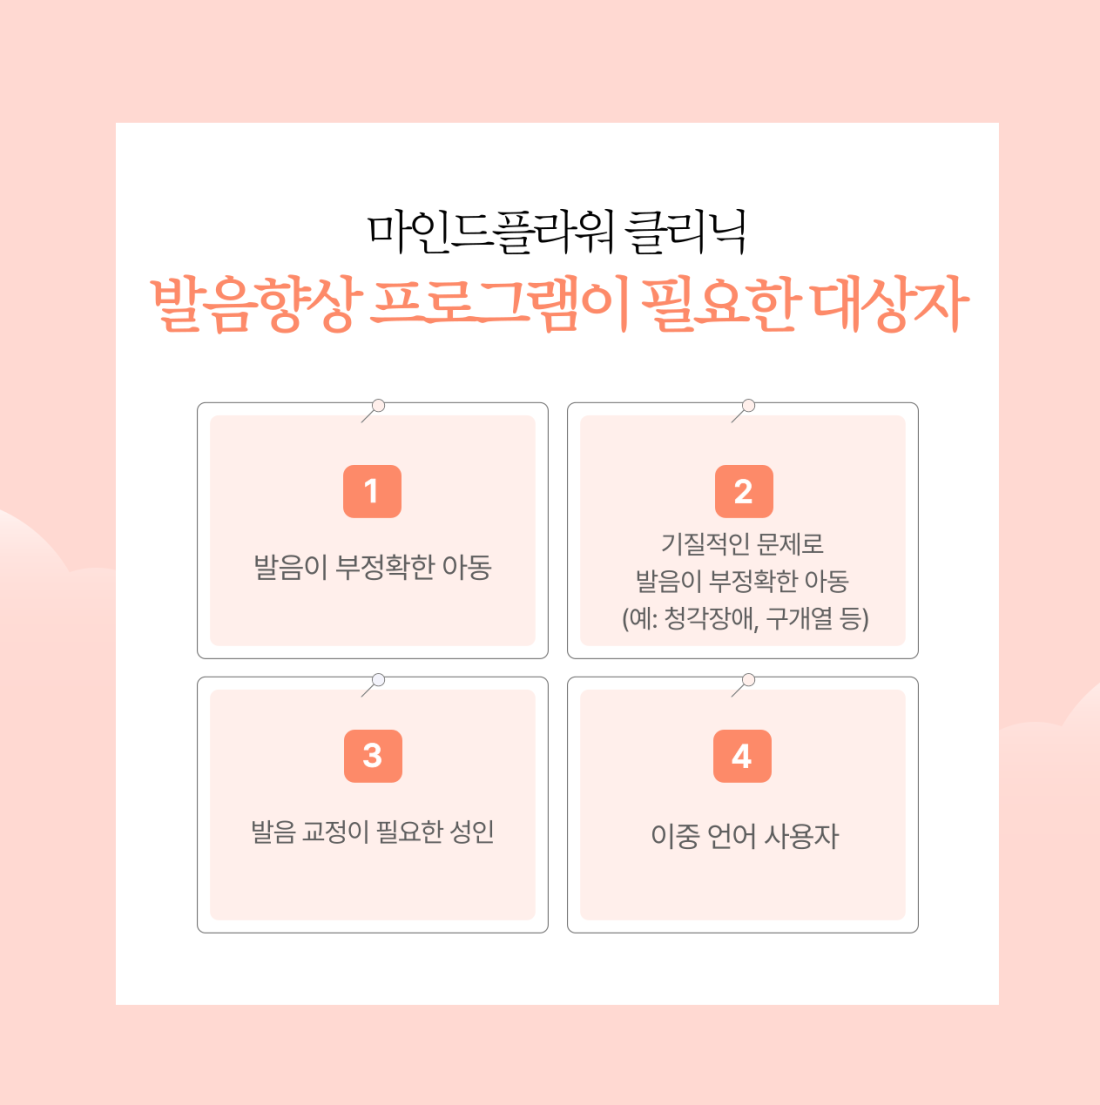 마인드플라워 클리닉
발음향상 프로그램이 필요한 대상자
1
발음이 부정확한 아동
2
기질적인 문제로
발음이 부정확한 아동
(예: 청각장애, 구개열 등)
3
발음 교정이 필요한 성인
4
이중 언어 사용자